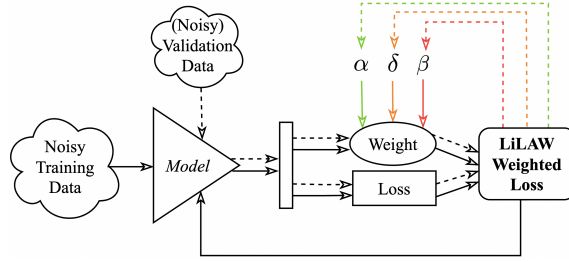 (Noisy)
Validation
Data
α δ β
Noisy
Training
Data
Model
Weight
Loss
LiLAW
Weighted
Loss